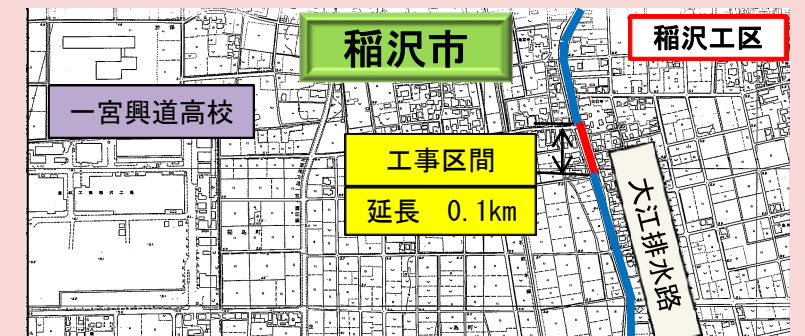 稲沢市
稲沢工区
一宮興道高校
工事区間
延長 0.1km
大江排水路